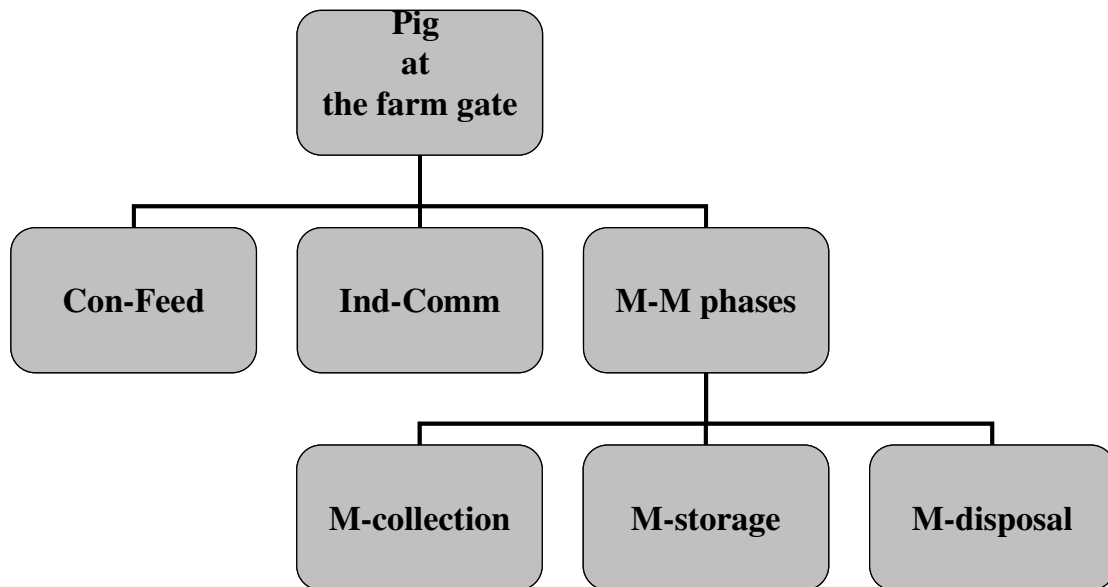 Pig
at
the farm gate
Con-Feed
Ind-Comm
M-M phases
M-collection
M-storage
M-disposal